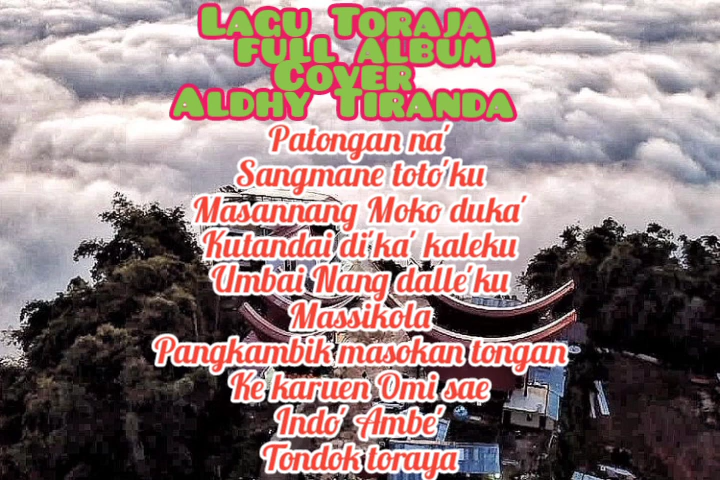 Lagu Toraja
full Album
Cover
Aldhy Tiranda
Patongan na'
Sangmane toto'ku
Masannang Moko duka'
Kutandai di'ka' kaleku
Umbai Nang dalle'ku
Massikola
Pangkambik masokan tongan
Ke karuen Omi sae
Indo' Ambe'
Tondok toraya